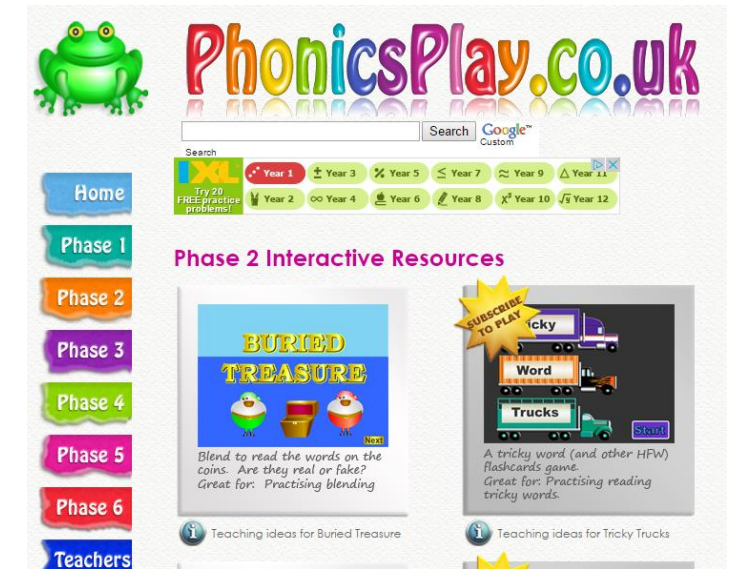 PhonicsPlay.co.uk
Search Google™
Custom
Search
IXL
Try 20
FREE practice
problems!
Year 1 ± Year 3 % Year 5 ≤ Year 7 ≈ Year 9 △ Year 11
Year 2 ∞ Year 4 Year 6 Year 8 X² Year 10 Year 12
Home
Phase 1
Phase 2
Phase 3
Phase 4
Phase 5
Phase 6
Teachers
Phase 2 Interactive Resources
BURIED
TREASURE
Next
Blend to read the words on the
coins. Are they real or fake?
Great for: Practising blending
Teaching ideas for Buried Treasure
SUBSCRIBE
TO PLAY
icky
Word
Trucks
Start
A tricky word (and other HFW)
flashcards game.
Great for: Practising reading
tricky words.
Teaching ideas for Tricky Trucks